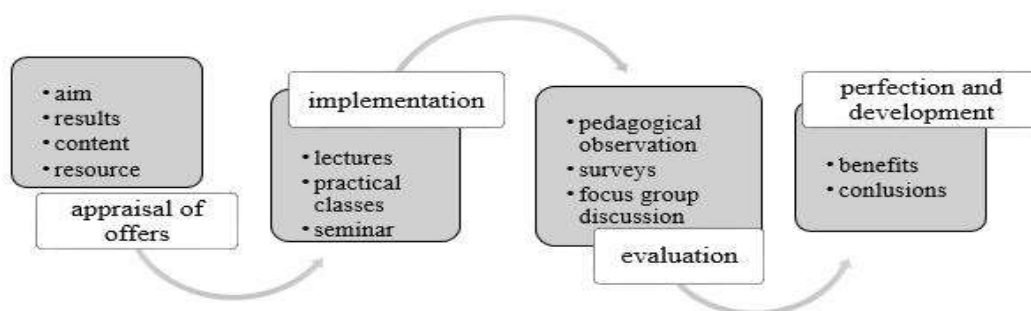 • aim
• results
• content
• resource
appraisal of
offers
implementation
• lectures
• practical
classes
• seminar
• pedagogical
observation
• surveys
• focus group
discussion
evaluation
perfection and
development
• benefits
• conlusions